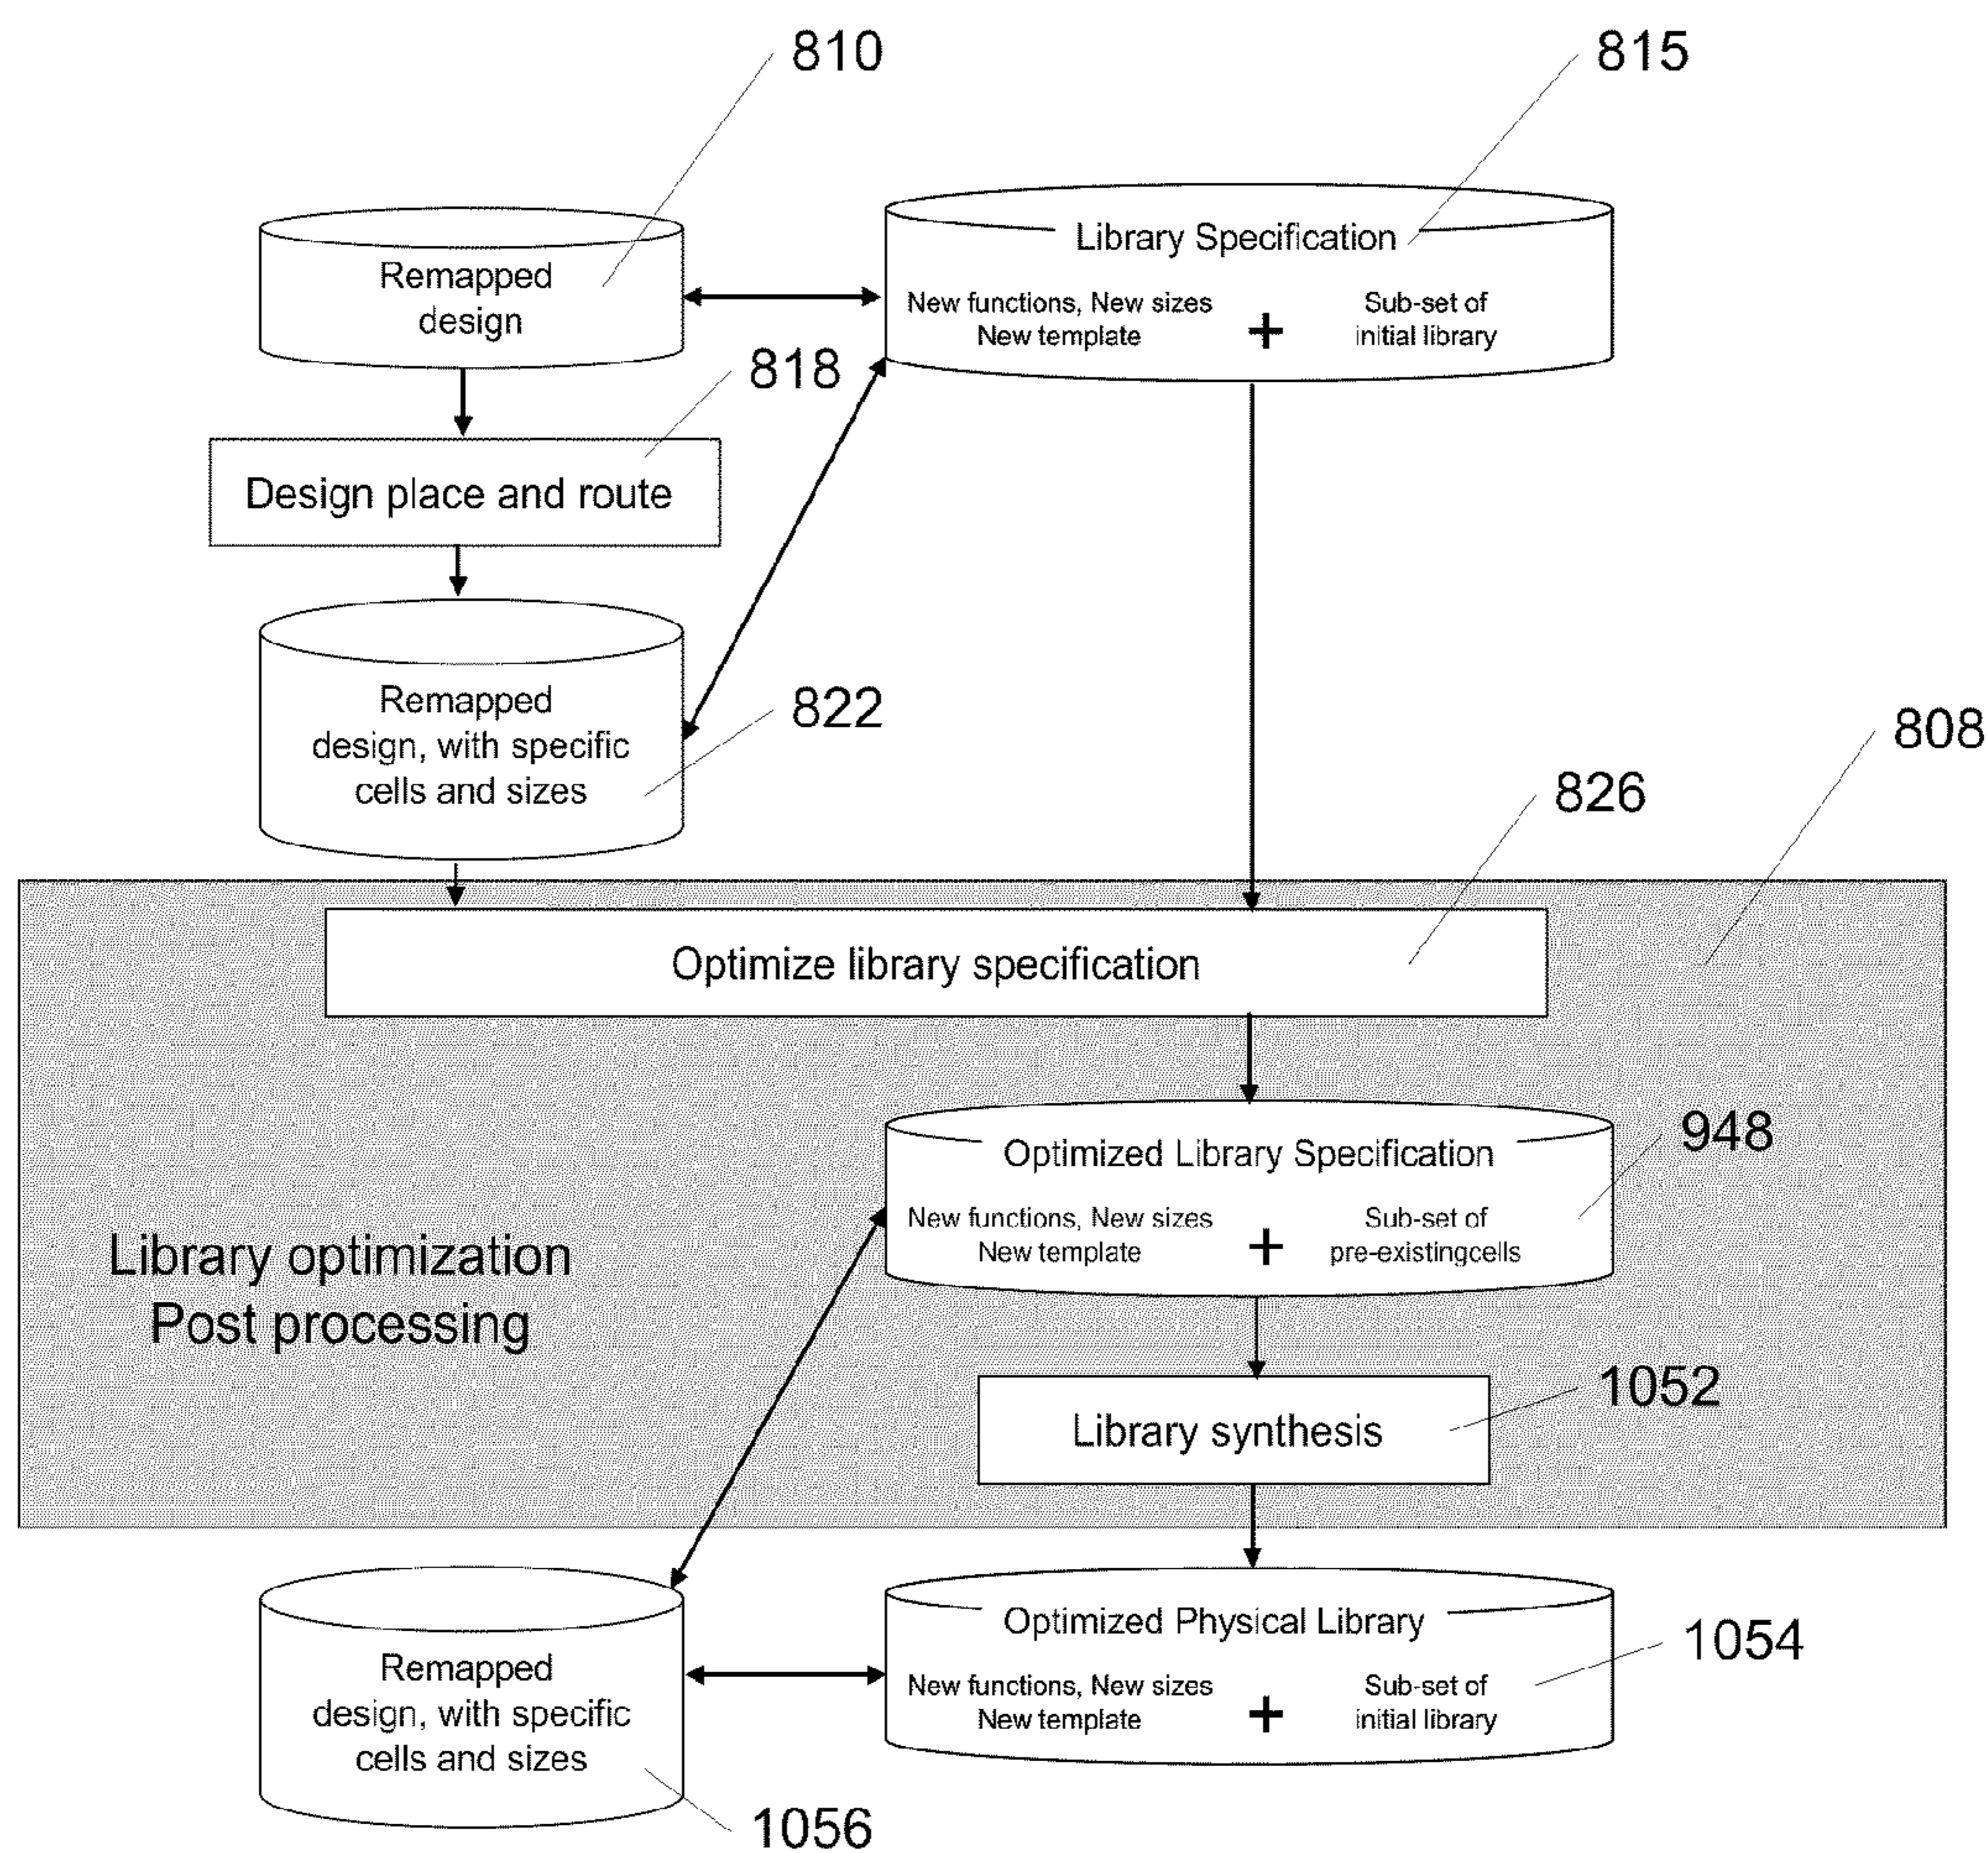 810
815
Remapped
design
Library Specification
New functions, New sizes
New template
+
Sub-set of
initial library
818
Design place and route
Remapped
design, with specific
cells and sizes
822
808
826
Optimize library specification
Optimized Library Specification
948
New functions, New sizes
New template
+
Sub-set of
pre-existingcells
Library optimization
Post processing
1052
Library synthesis
Optimized Physical Library
1054
New functions, New sizes
New template
+
Sub-set of
initial library
Remapped
design, with specific
cells and sizes
1056